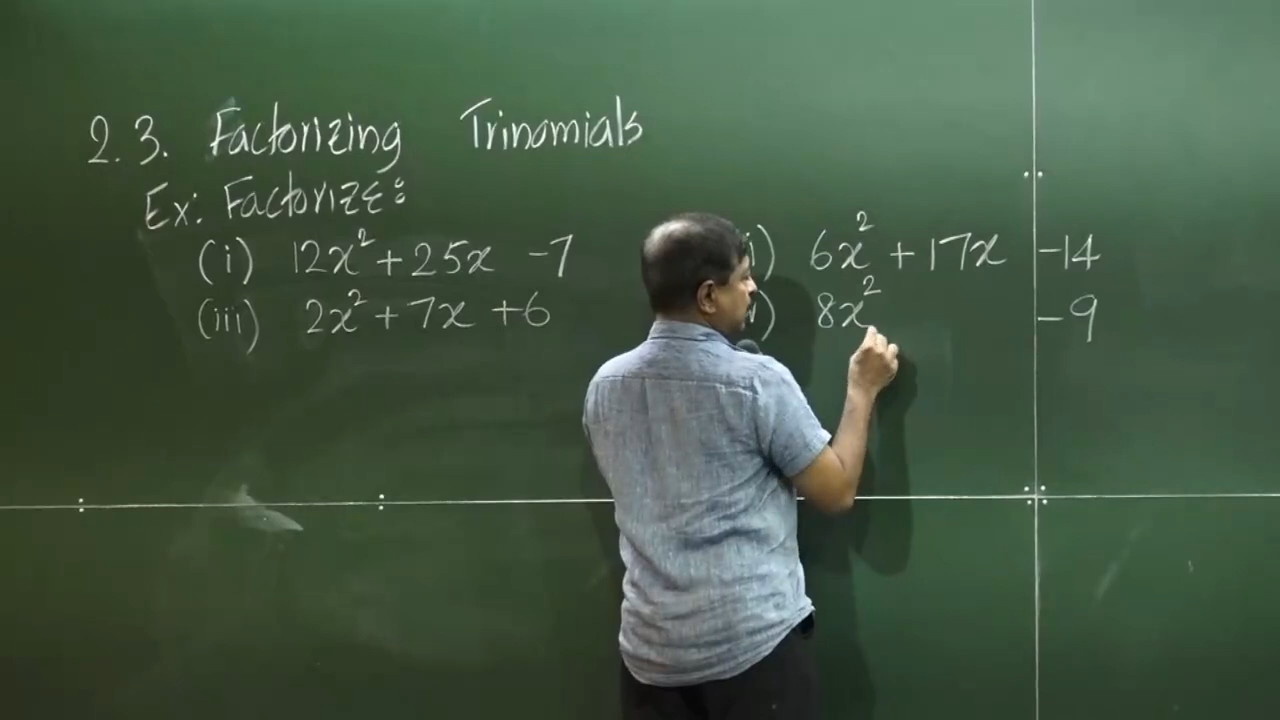 2.3. Factorizing Trinomials
Ex: Factorize:
(i) 12x² + 25x - 7 i) 6x² + 17x - 14
(iii) 2x² + 7x + 6 ) 8x² - 9